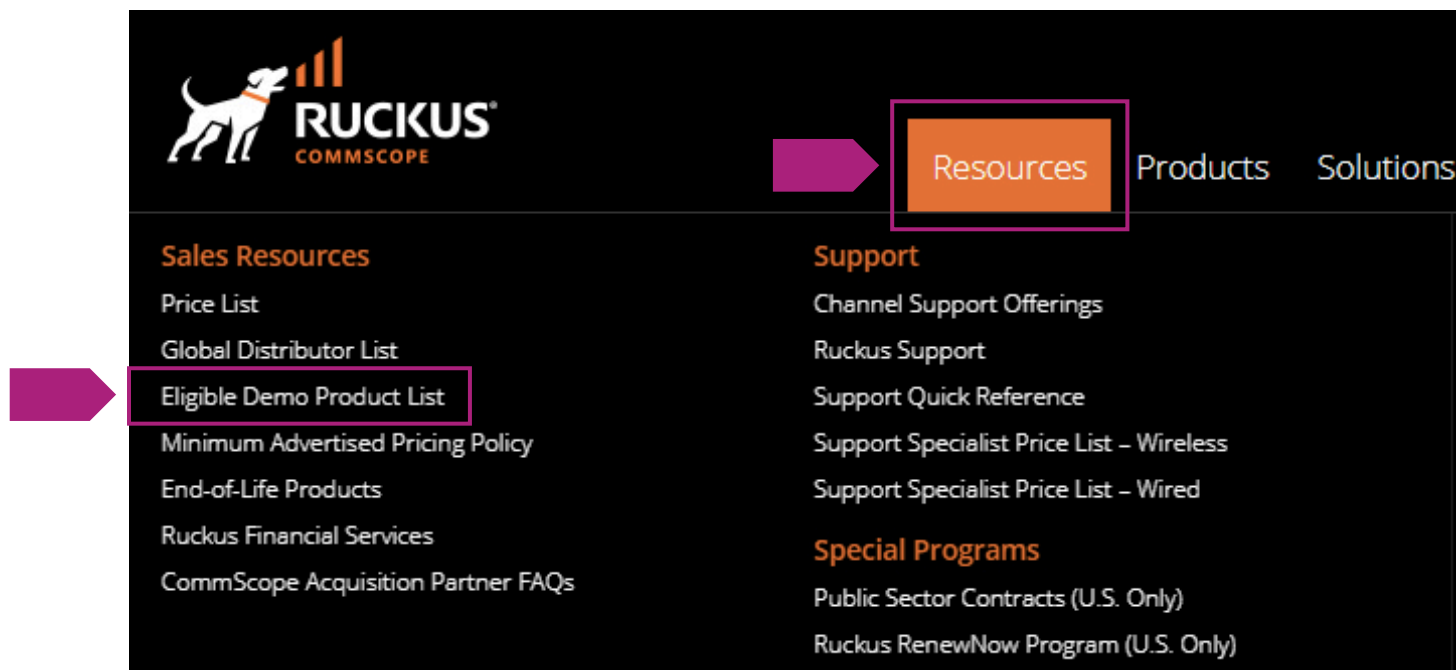 RUCKUS®
COMMSCOPE
Resources Products Solutions
Sales Resources
Price List
Global Distributor List
Eligible Demo Product List
Minimum Advertised Pricing Policy
End-of-Life Products
Ruckus Financial Services
CommScope Acquisition Partner FAQs
Support
Channel Support Offerings
Ruckus Support
Support Quick Reference
Support Specialist Price List – Wireless
Support Specialist Price List – Wired
Special Programs
Public Sector Contracts (U.S. Only)
Ruckus RenewNow Program (U.S. Only)